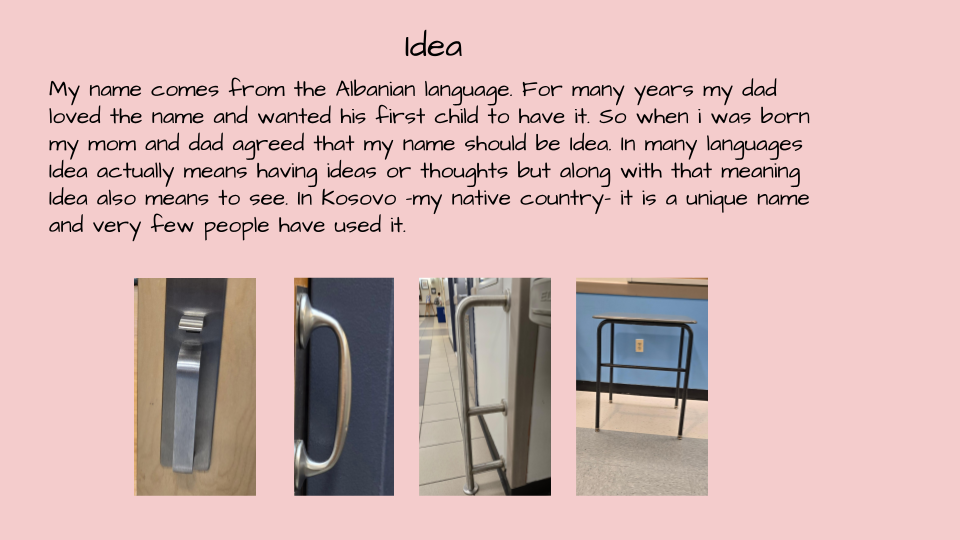 Idea
My name comes from the Albanian language. For many years my dad
loved the name and wanted his first child to have it. So when i was born
my mom and dad agreed that my name should be Idea. In many languages
Idea actually means having ideas or thoughts but along with that meaning
Idea also means to see. In Kosovo -my native country- it is a unique name
and very few people have used it.